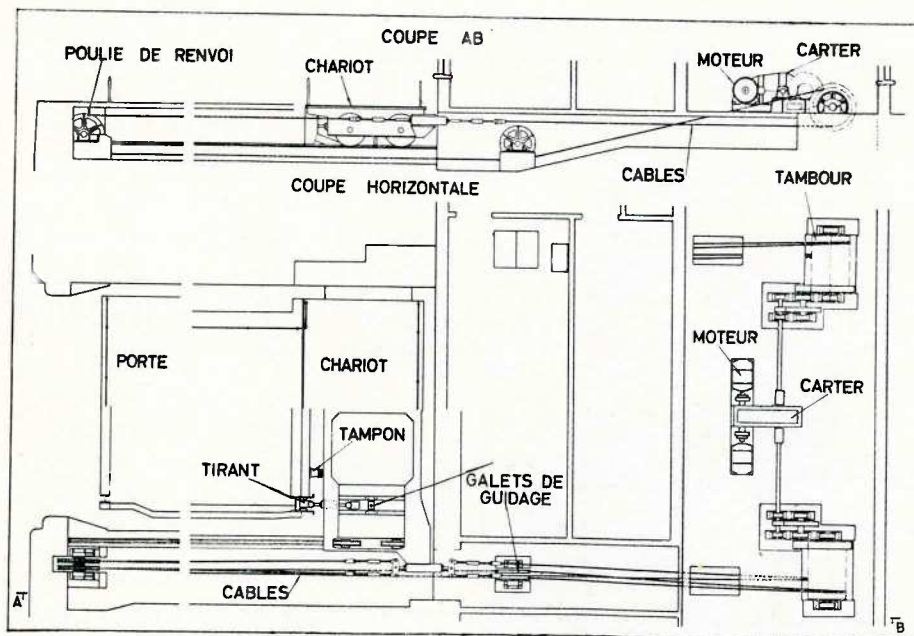 COUPE AB
POULIE DE RENVOI
CHARIOT
MOTEUR
CARTER
CABLES
COUPE HORIZONTALE
TAMBOUR
PORTE
CHARIOT
MOTEUR
CARTER
TAMPON
TIRANT
GALETS DE
GUIDAGE
CABLES
A
B